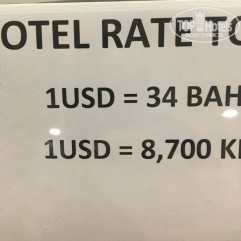 OTEL RATE TO
1USD = 34 BAH
1USD = 8,700 K